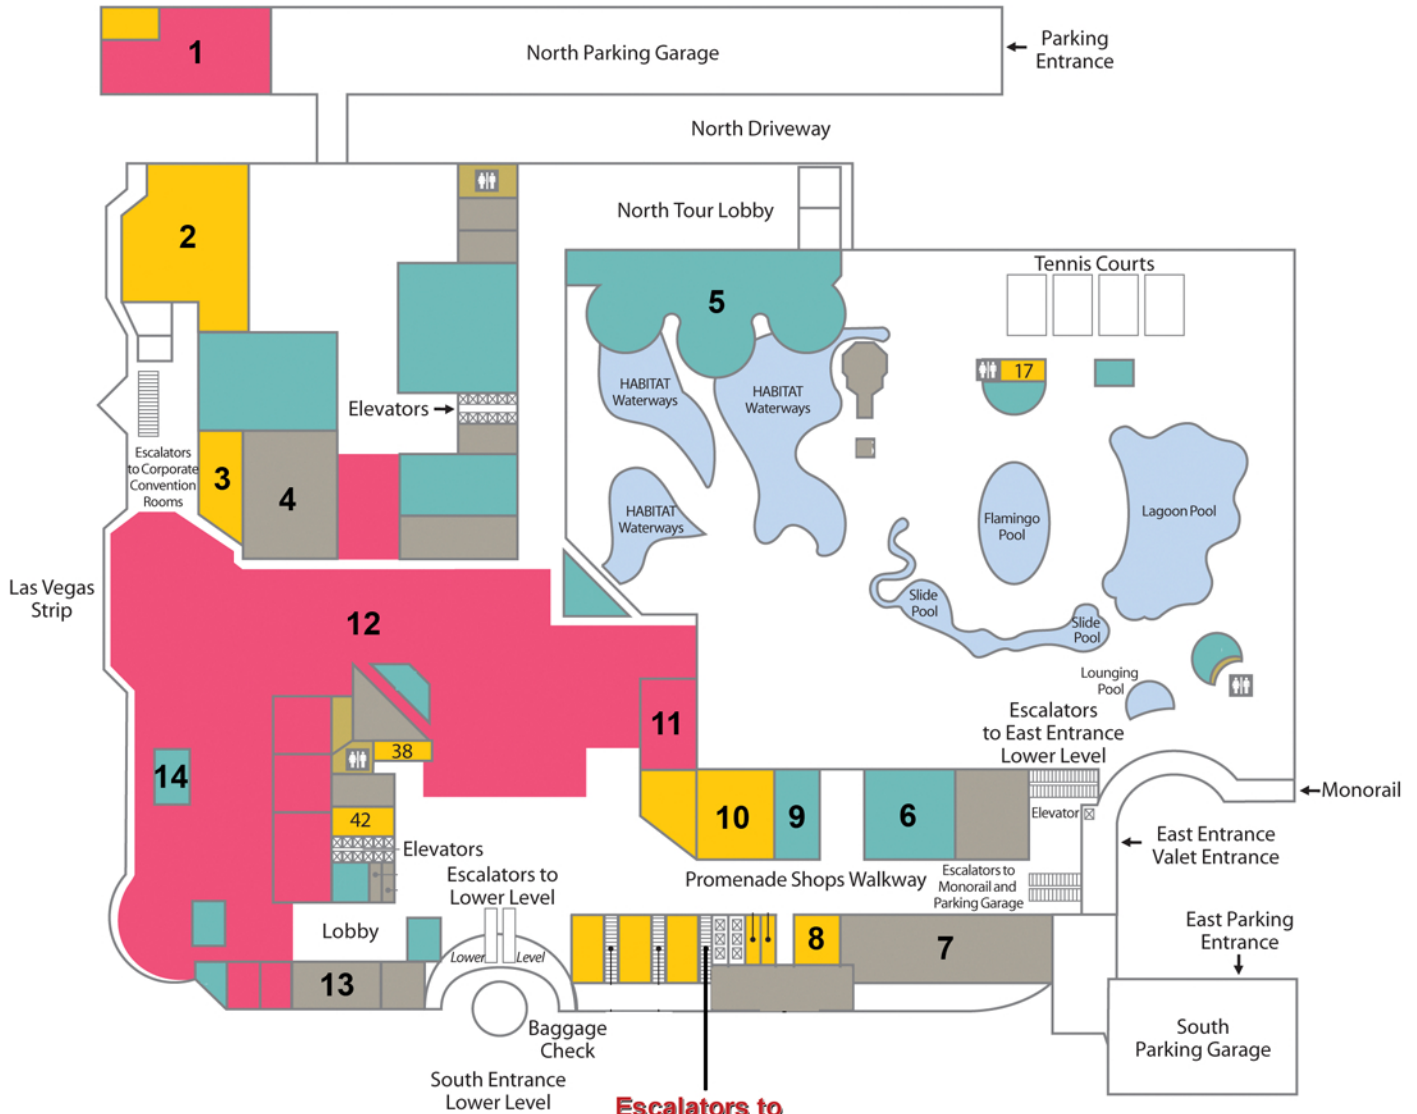 1
North Parking Garage
Parking
Entrance
North Driveway
2
North Tour Lobby
Tennis Courts
5
17
HABITAT
Waterways
HABITAT
Waterways
Elevators
Escalators
to Corporate
Convention
Rooms
3
4
HABITAT
Waterways
Flamingo
Pool
Lagoon Pool
Las Vegas
Strip
12
Slide
Pool
Slide
Pool
Lounging
Pool
11
Escalators
to East Entrance
Lower Level
38
14
Monorail
42
10
9
6
Elevator
East Entrance
Valet Entrance
Elevators
Escalators to
Lower Level
Promenade Shops Walkway
Escalators to
Monorail and
Parking Garage
Lobby
East Parking
Entrance
8
7
Lower
Level
13
Baggage
Check
South
Parking Garage
South Entrance
Lower Level
Escalators to